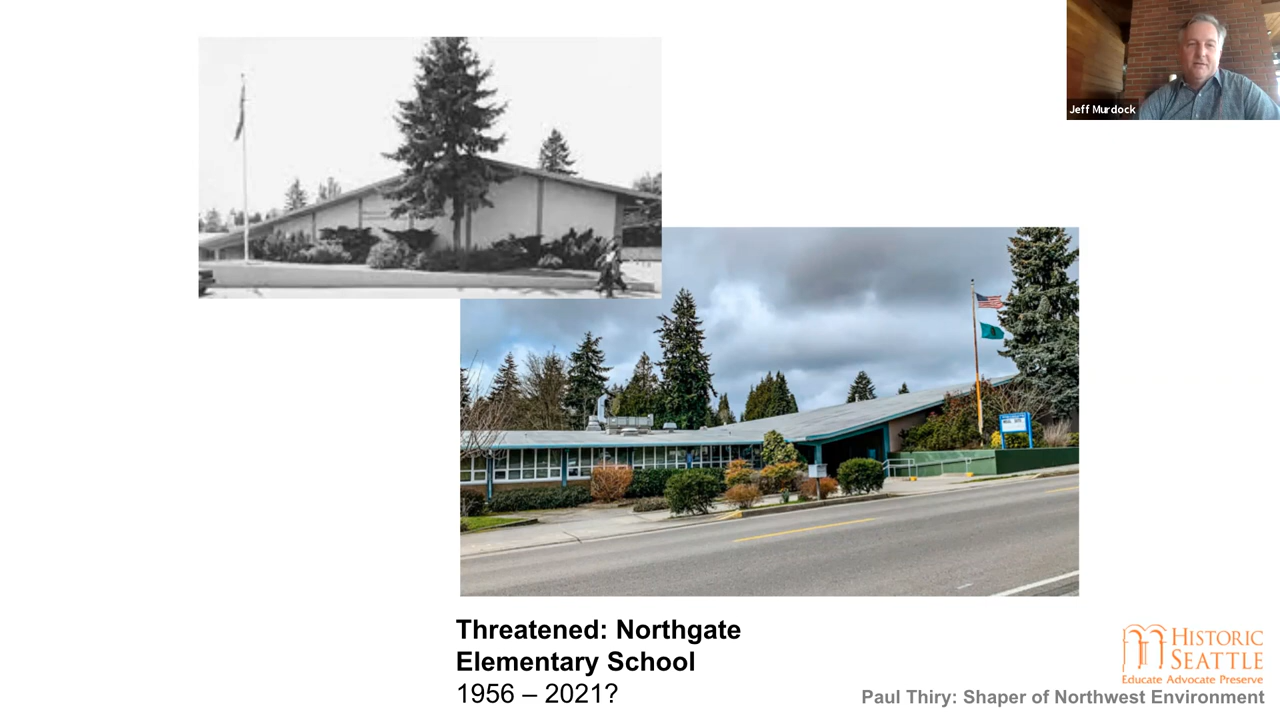 Jeff Murdock
Threatened: Northgate
Elementary School
1956 – 2021?
HISTORIC
SEATTLE
Educate Advocate Preserve
Paul Thiry: Shaper of Northwest Environment